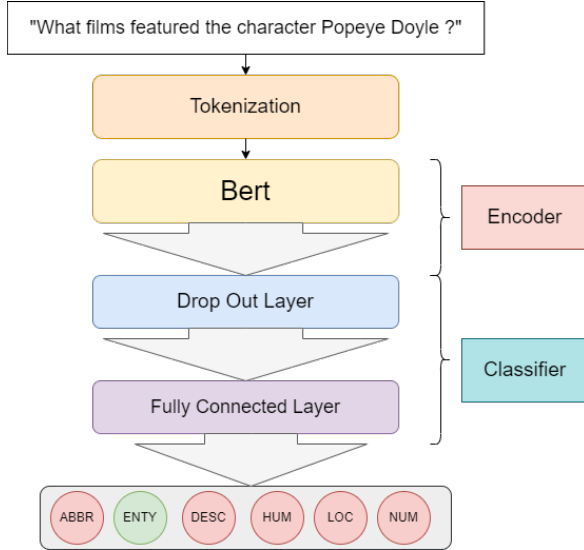 "What films featured the character Popeye Doyle ?"
Tokenization
Bert
Encoder
Drop Out Layer
Classifier
Fully Connected Layer
ABBR ENTY DESC HUM LOC NUM